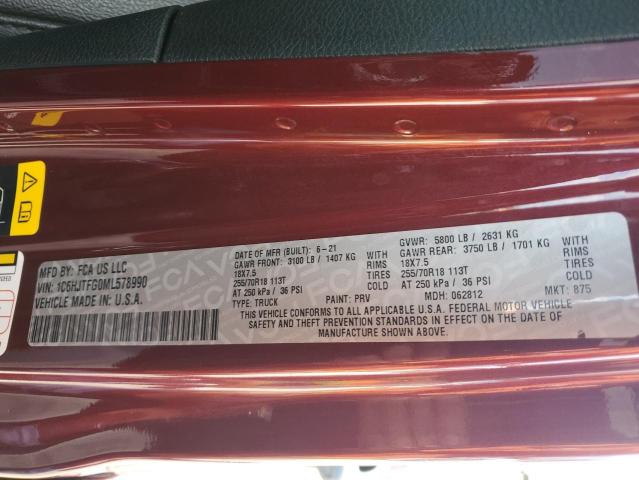 MFD BY: FCA US LLC
VIN: 1C6HJTFG0ML578990
VEHICLE MADE IN U.S.A.
DATE OF MFR (BUILT): 6-21
GAWR FRONT: 3100 LB / 1407 KG
18X7.5 RIMS
255/70R18 113T TIRES
AT 250 kPa / 36 PSI COLD
TYPE: TRUCK PAINT: PRV
GVWR: 5800 LB / 2631 KG
GAWR REAR: 3750 LB / 1701 KG
18X7.5 RIMS
255/70R18 113T TIRES
AT 250 kPa / 36 PSI COLD
MDH: 062812 MKT: B75
THIS VEHICLE CONFORMS TO ALL APPLICABLE U.S.A. FEDERAL MOTOR VEHICLE
SAFETY AND THEFT PREVENTION STANDARDS IN EFFECT ON THE DATE OF
MANUFACTURE SHOWN ABOVE.